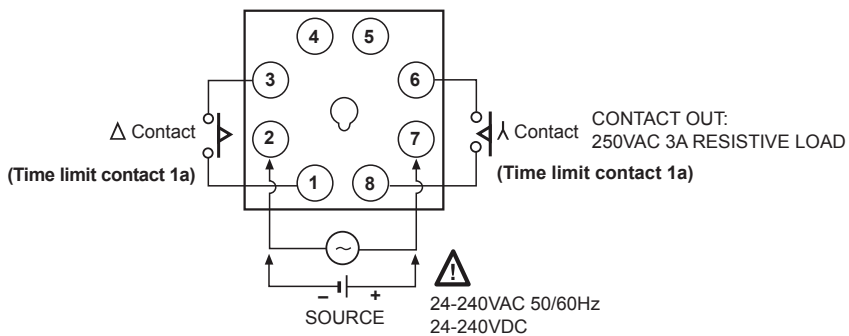 4 5
3 6
Δ Contact
2 7
⅄ Contact
CONTACT OUT:
250VAC 3A RESISTIVE LOAD
(Time limit contact 1a)
1 8
(Time limit contact 1a)
~
!
− +
SOURCE
24-240VAC 50/60Hz
24-240VDC